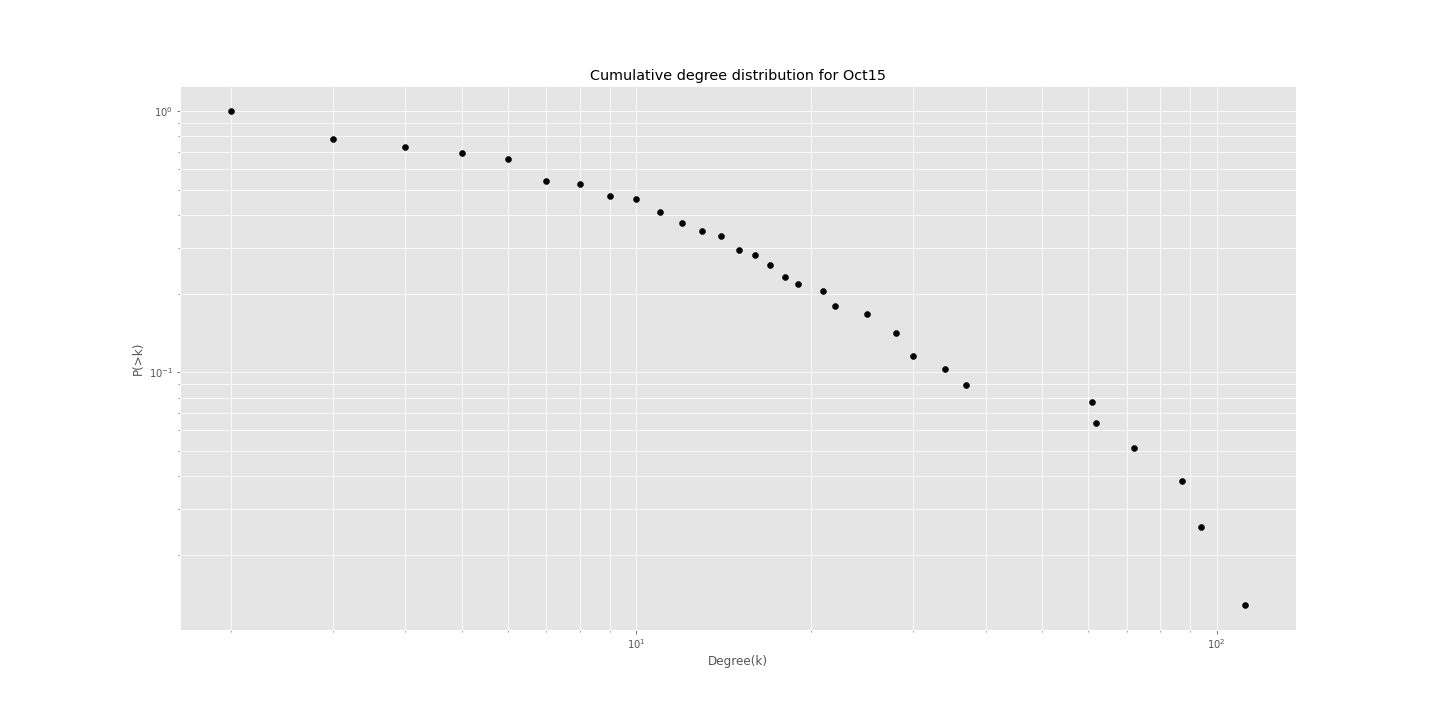 Cumulative degree distribution for Oct15
10⁰
P(>k)
10⁻¹
10¹
10²
Degree(k)